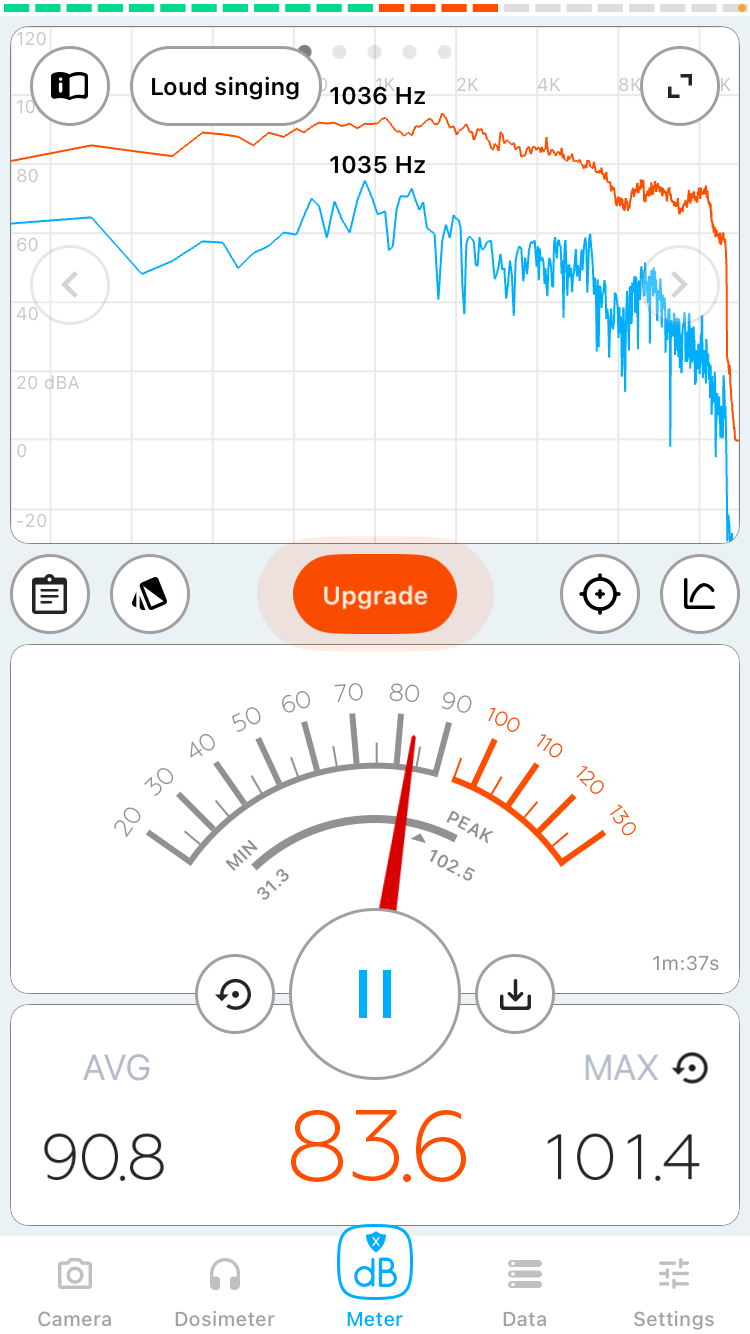 120
Loud singing
1K
2K
4K
8K
K
10
1036 Hz
1035 Hz
80
60
40
20 dBA
0
-20
Upgrade
20
30
40
50
60
70
80
90
100
110
120
130
MIN
PEAK
31.3
102.5
1m:37s
AVG
MAX
90.8
83.6
101.4
X
dB
Camera
Dosimeter
Meter
Data
Settings